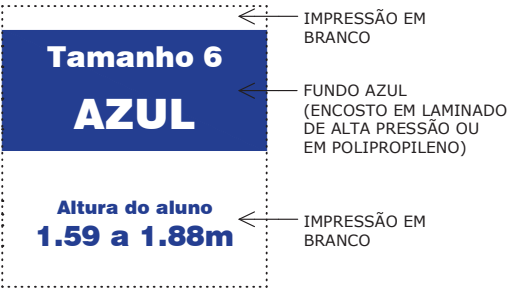 IMPRESSÃO EM
BRANCO
Tamanho 6
AZUL
FUNDO AZUL
(ENCOSTO EM LAMINADO
DE ALTA PRESSÃO OU
EM POLIPROPILENO)
Altura do aluno
1.59 a 1.88m
IMPRESSÃO EM
BRANCO